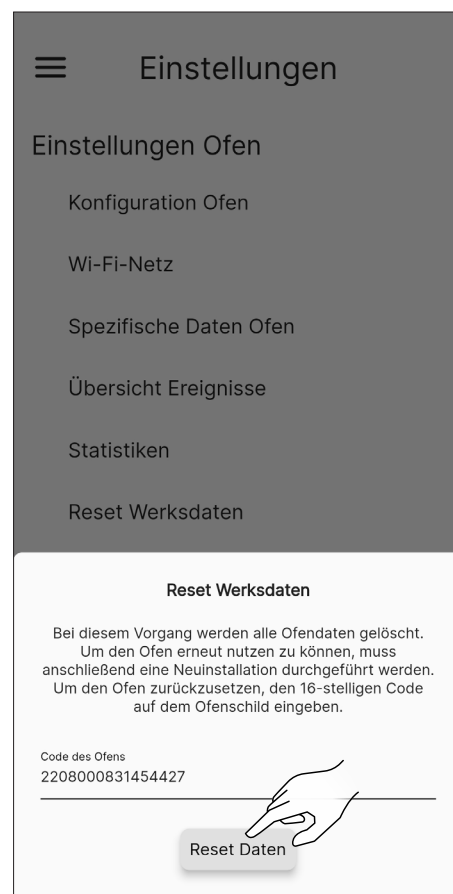 Einstellungen
Einstellungen Ofen
Konfiguration Ofen
Wi-Fi-Netz
Spezifische Daten Ofen
Übersicht Ereignisse
Statistiken
Reset Werksdaten
Reset Werksdaten
Bei diesem Vorgang werden alle Ofendaten gelöscht.
Um den Ofen erneut nutzen zu können, muss
anschließend eine Neuinstallation durchgeführt werden.
Um den Ofen zurückzusetzen, den 16-stelligen Code
auf dem Ofenschild eingeben.
Code des Ofens
2208000831454427
Reset Daten